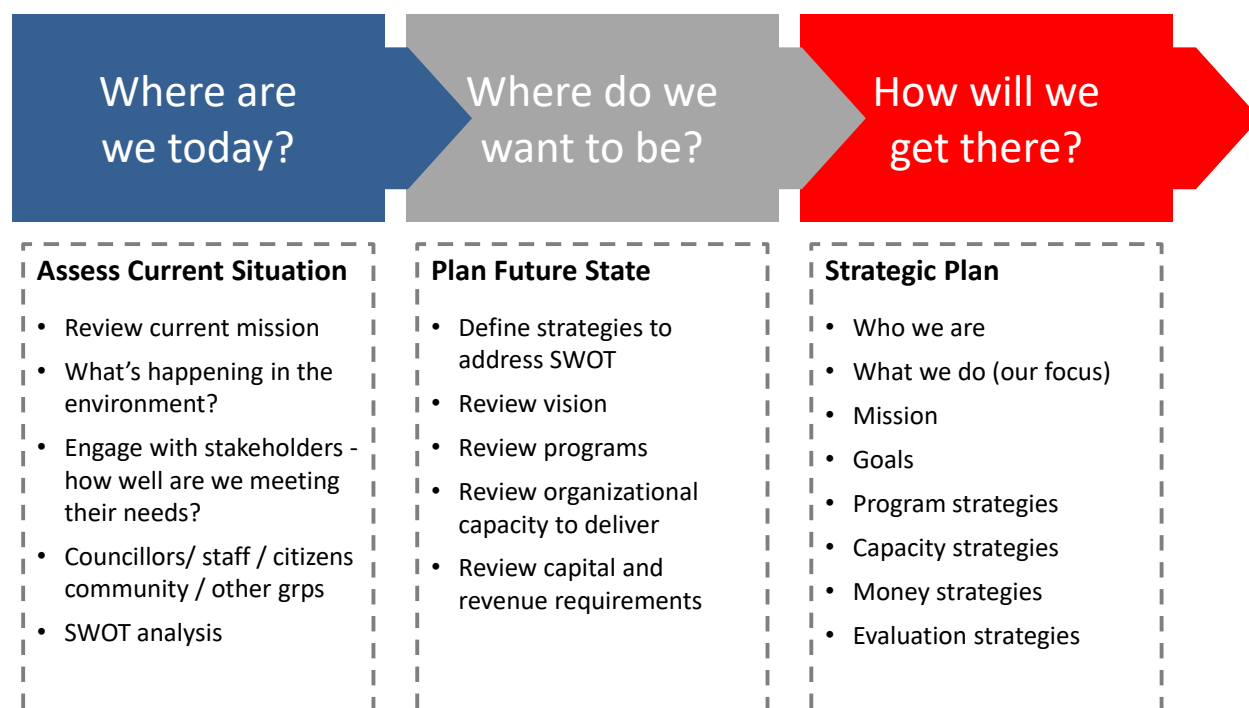 Where are
we today?
Where do we
want to be?
How will we
get there?
Assess Current Situation
• Review current mission
• What’s happening in the
environment?
• Engage with stakeholders -
how well are we meeting
their needs?
• Councillors/ staff / citizens
community / other grps
• SWOT analysis
Plan Future State
• Define strategies to
address SWOT
• Review vision
• Review programs
• Review organizational
capacity to deliver
• Review capital and
revenue requirements
Strategic Plan
• Who we are
• What we do (our focus)
• Mission
• Goals
• Program strategies
• Capacity strategies
• Money strategies
• Evaluation strategies